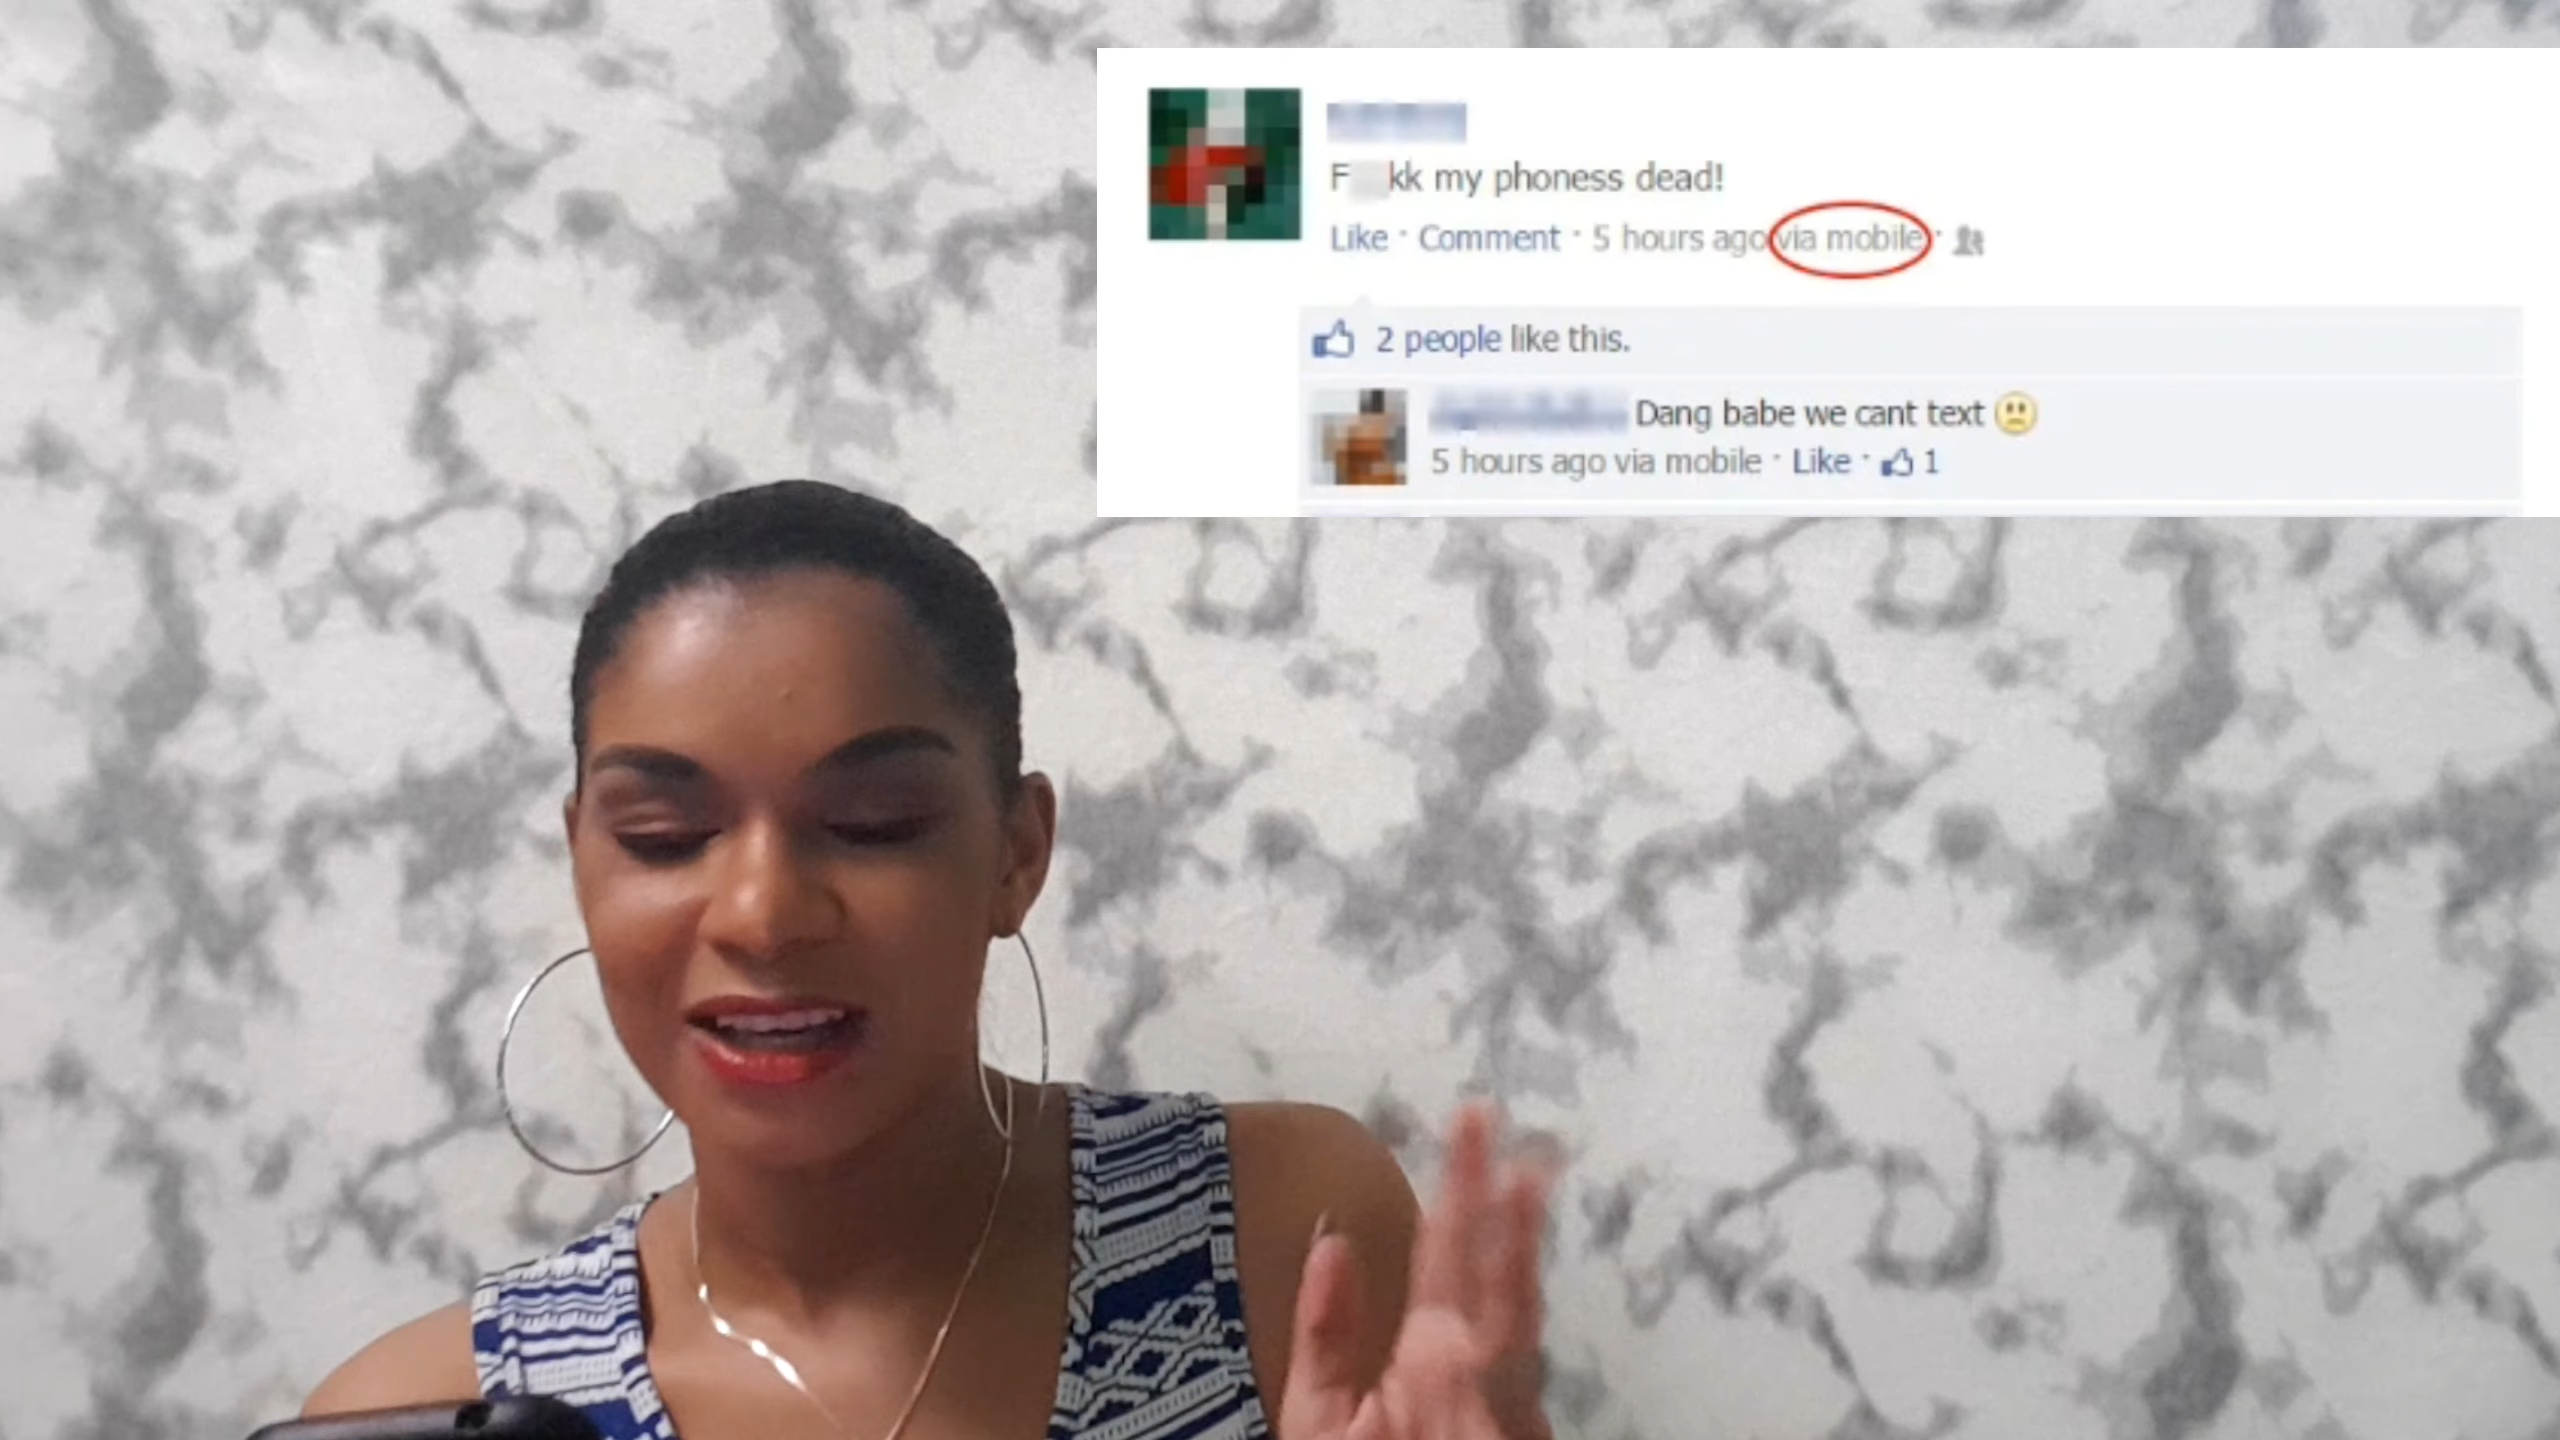 F kk my phoness dead!
Like · Comment · 5 hours ago via mobile ·
2 people like this.
Dang babe we cant text
5 hours ago via mobile · Like · 1